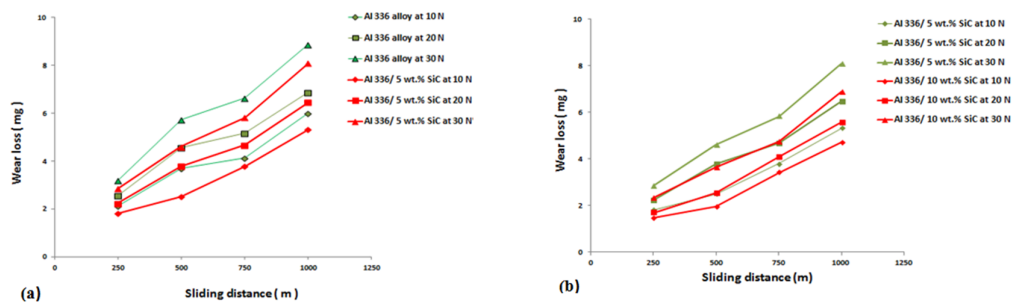 (a)
10
8
6
4
2
0
Wear loss ( mg )
0 250 500 750 1000 1250
Sliding distance ( m )
Al 336 alloy at 10 N
Al 336 alloy at 20 N
Al 336 alloy at 30 N
Al 336/ 5 wt.% SiC at 10 N
Al 336/ 5 wt.% SiC at 20 N
Al 336/ 5 wt.% SiC at 30 N
(b)
10
8
6
4
2
0
Wear loss ( mg )
0 250 500 750 1000 1250
Sliding distance (m)
Al 336/ 5 wt.% SiC at 10 N
Al 336/ 5 wt.% SiC at 20 N
Al 336/ 5 wt.% SiC at 30 N
Al 336/ 10 wt.% SiC at 10 N
Al 336/ 10 wt.% SiC at 20 N
Al 336/ 10 wt.% SiC at 30 N